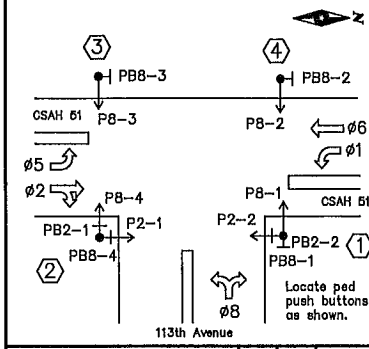 N
3
4
PB8-3
PB8-2
CSAH 51
P8-3
P8-2
ø6
ø5
ø1
ø2
P8-4
P8-1
CSAH 51
PB2-1
P2-1
P2-2
PB2-2
1
2
PB8-4
PB8-1
ø8
Locate ped
push buttons
as shown.
113th Avenue